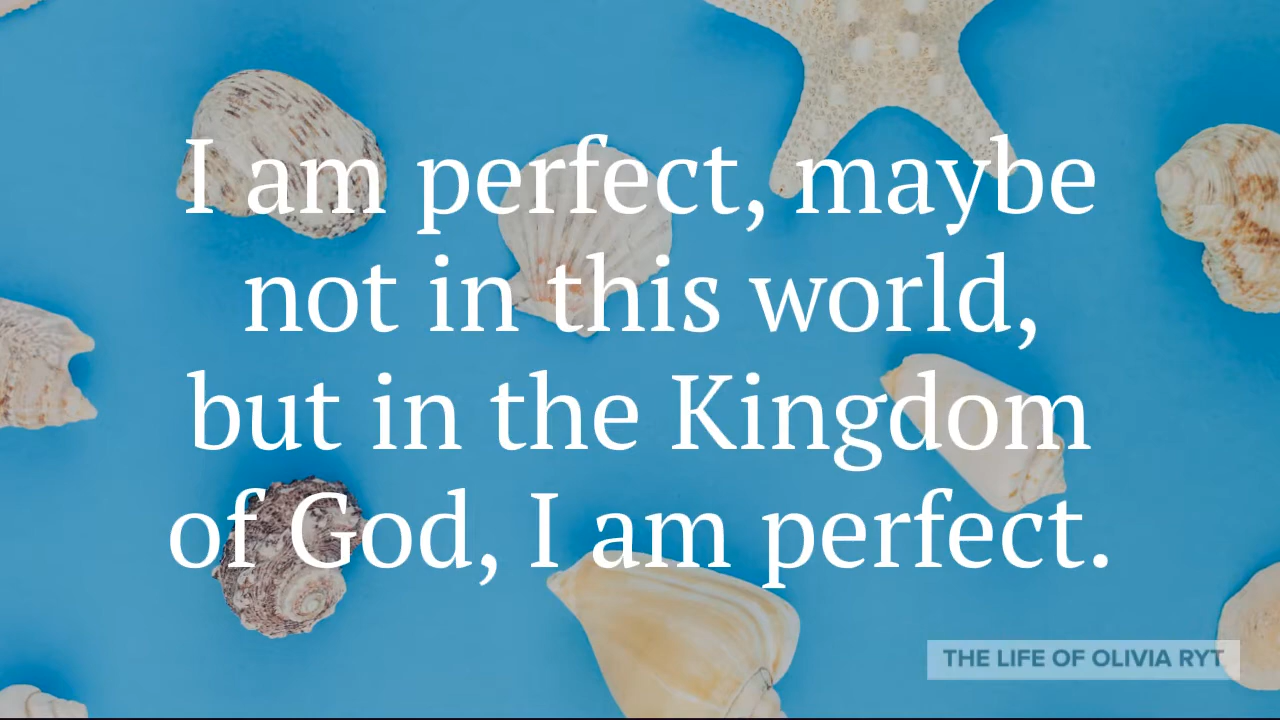 I am perfect, maybe
not in this world,
but in the Kingdom
of God, I am perfect.
THE LIFE OF OLIVIA RYT